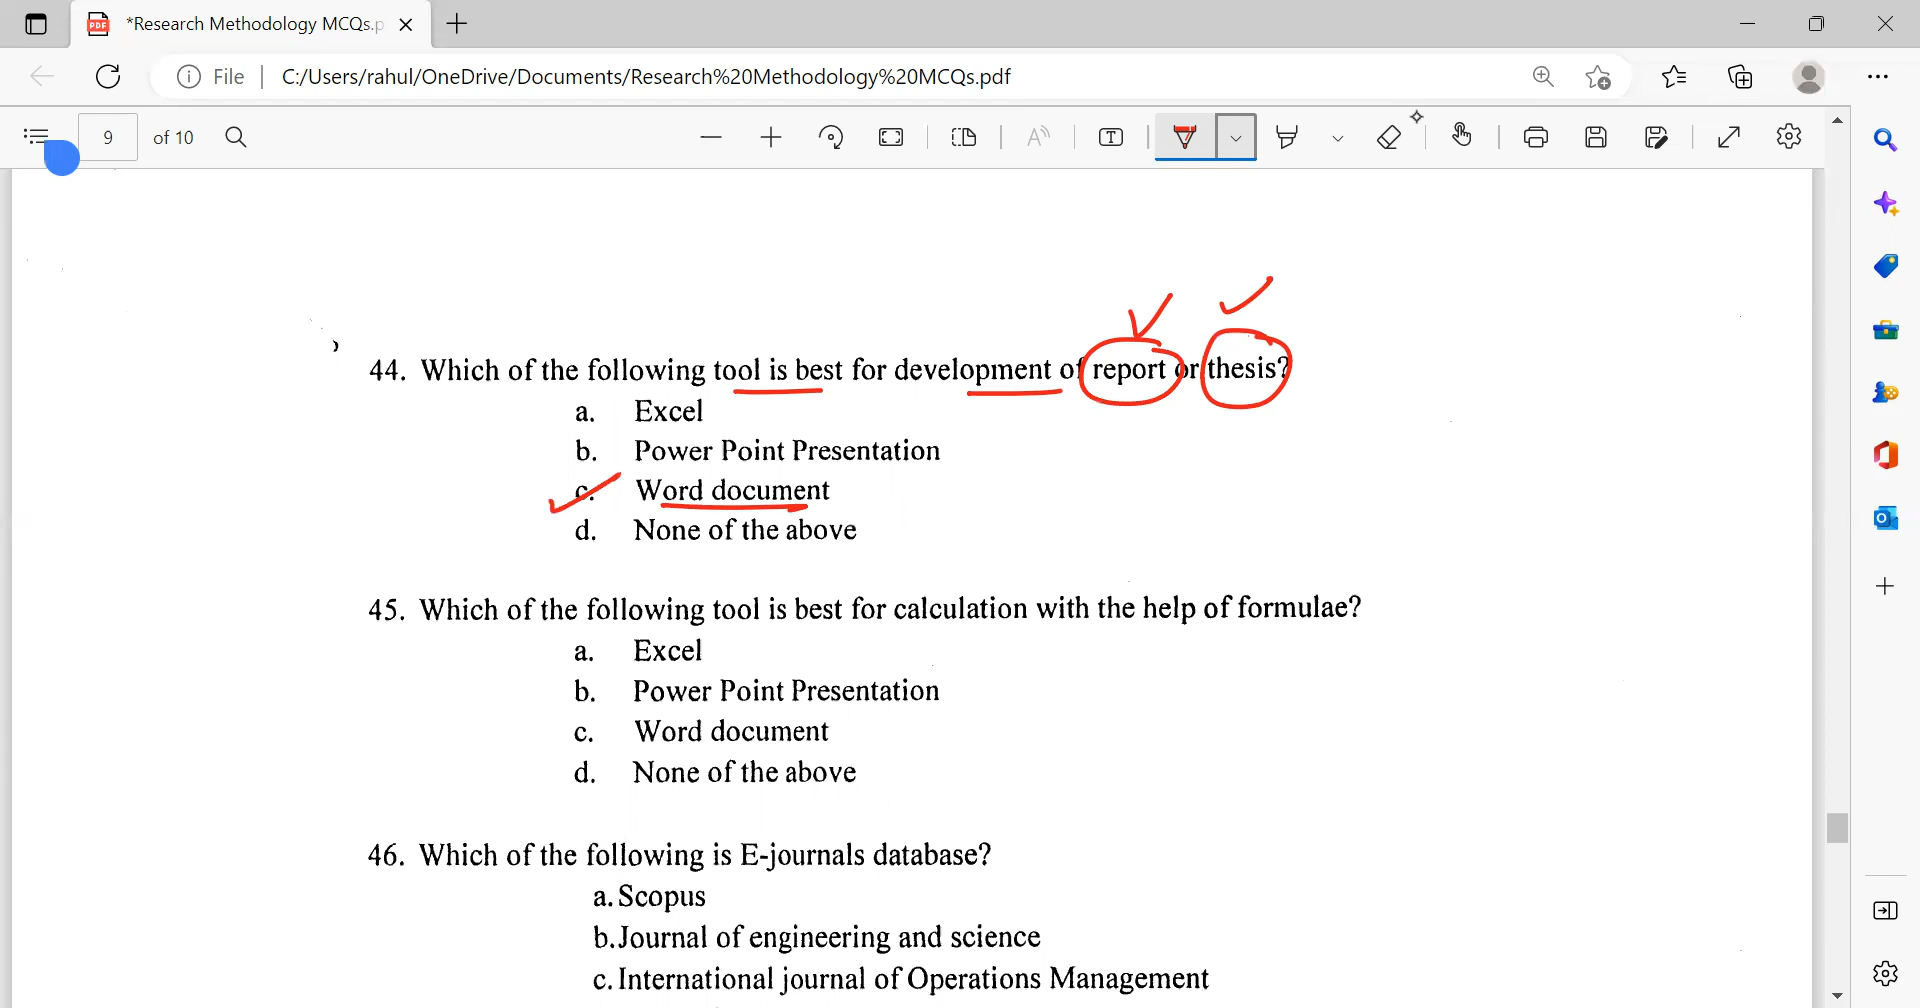 *Research Methodology MCQs.p
File
C:/Users/rahul/OneDrive/Documents/Research%20Methodology%20MCQs.pdf
9 of 10
44. Which of the following tool is best for development of report or thesis?
a. Excel
b. Power Point Presentation
c. Word document
d. None of the above
45. Which of the following tool is best for calculation with the help of formulae?
a. Excel
b. Power Point Presentation
c. Word document
d. None of the above
46. Which of the following is E-journals database?
a. Scopus
b. Journal of engineering and science
c. International journal of Operations Management